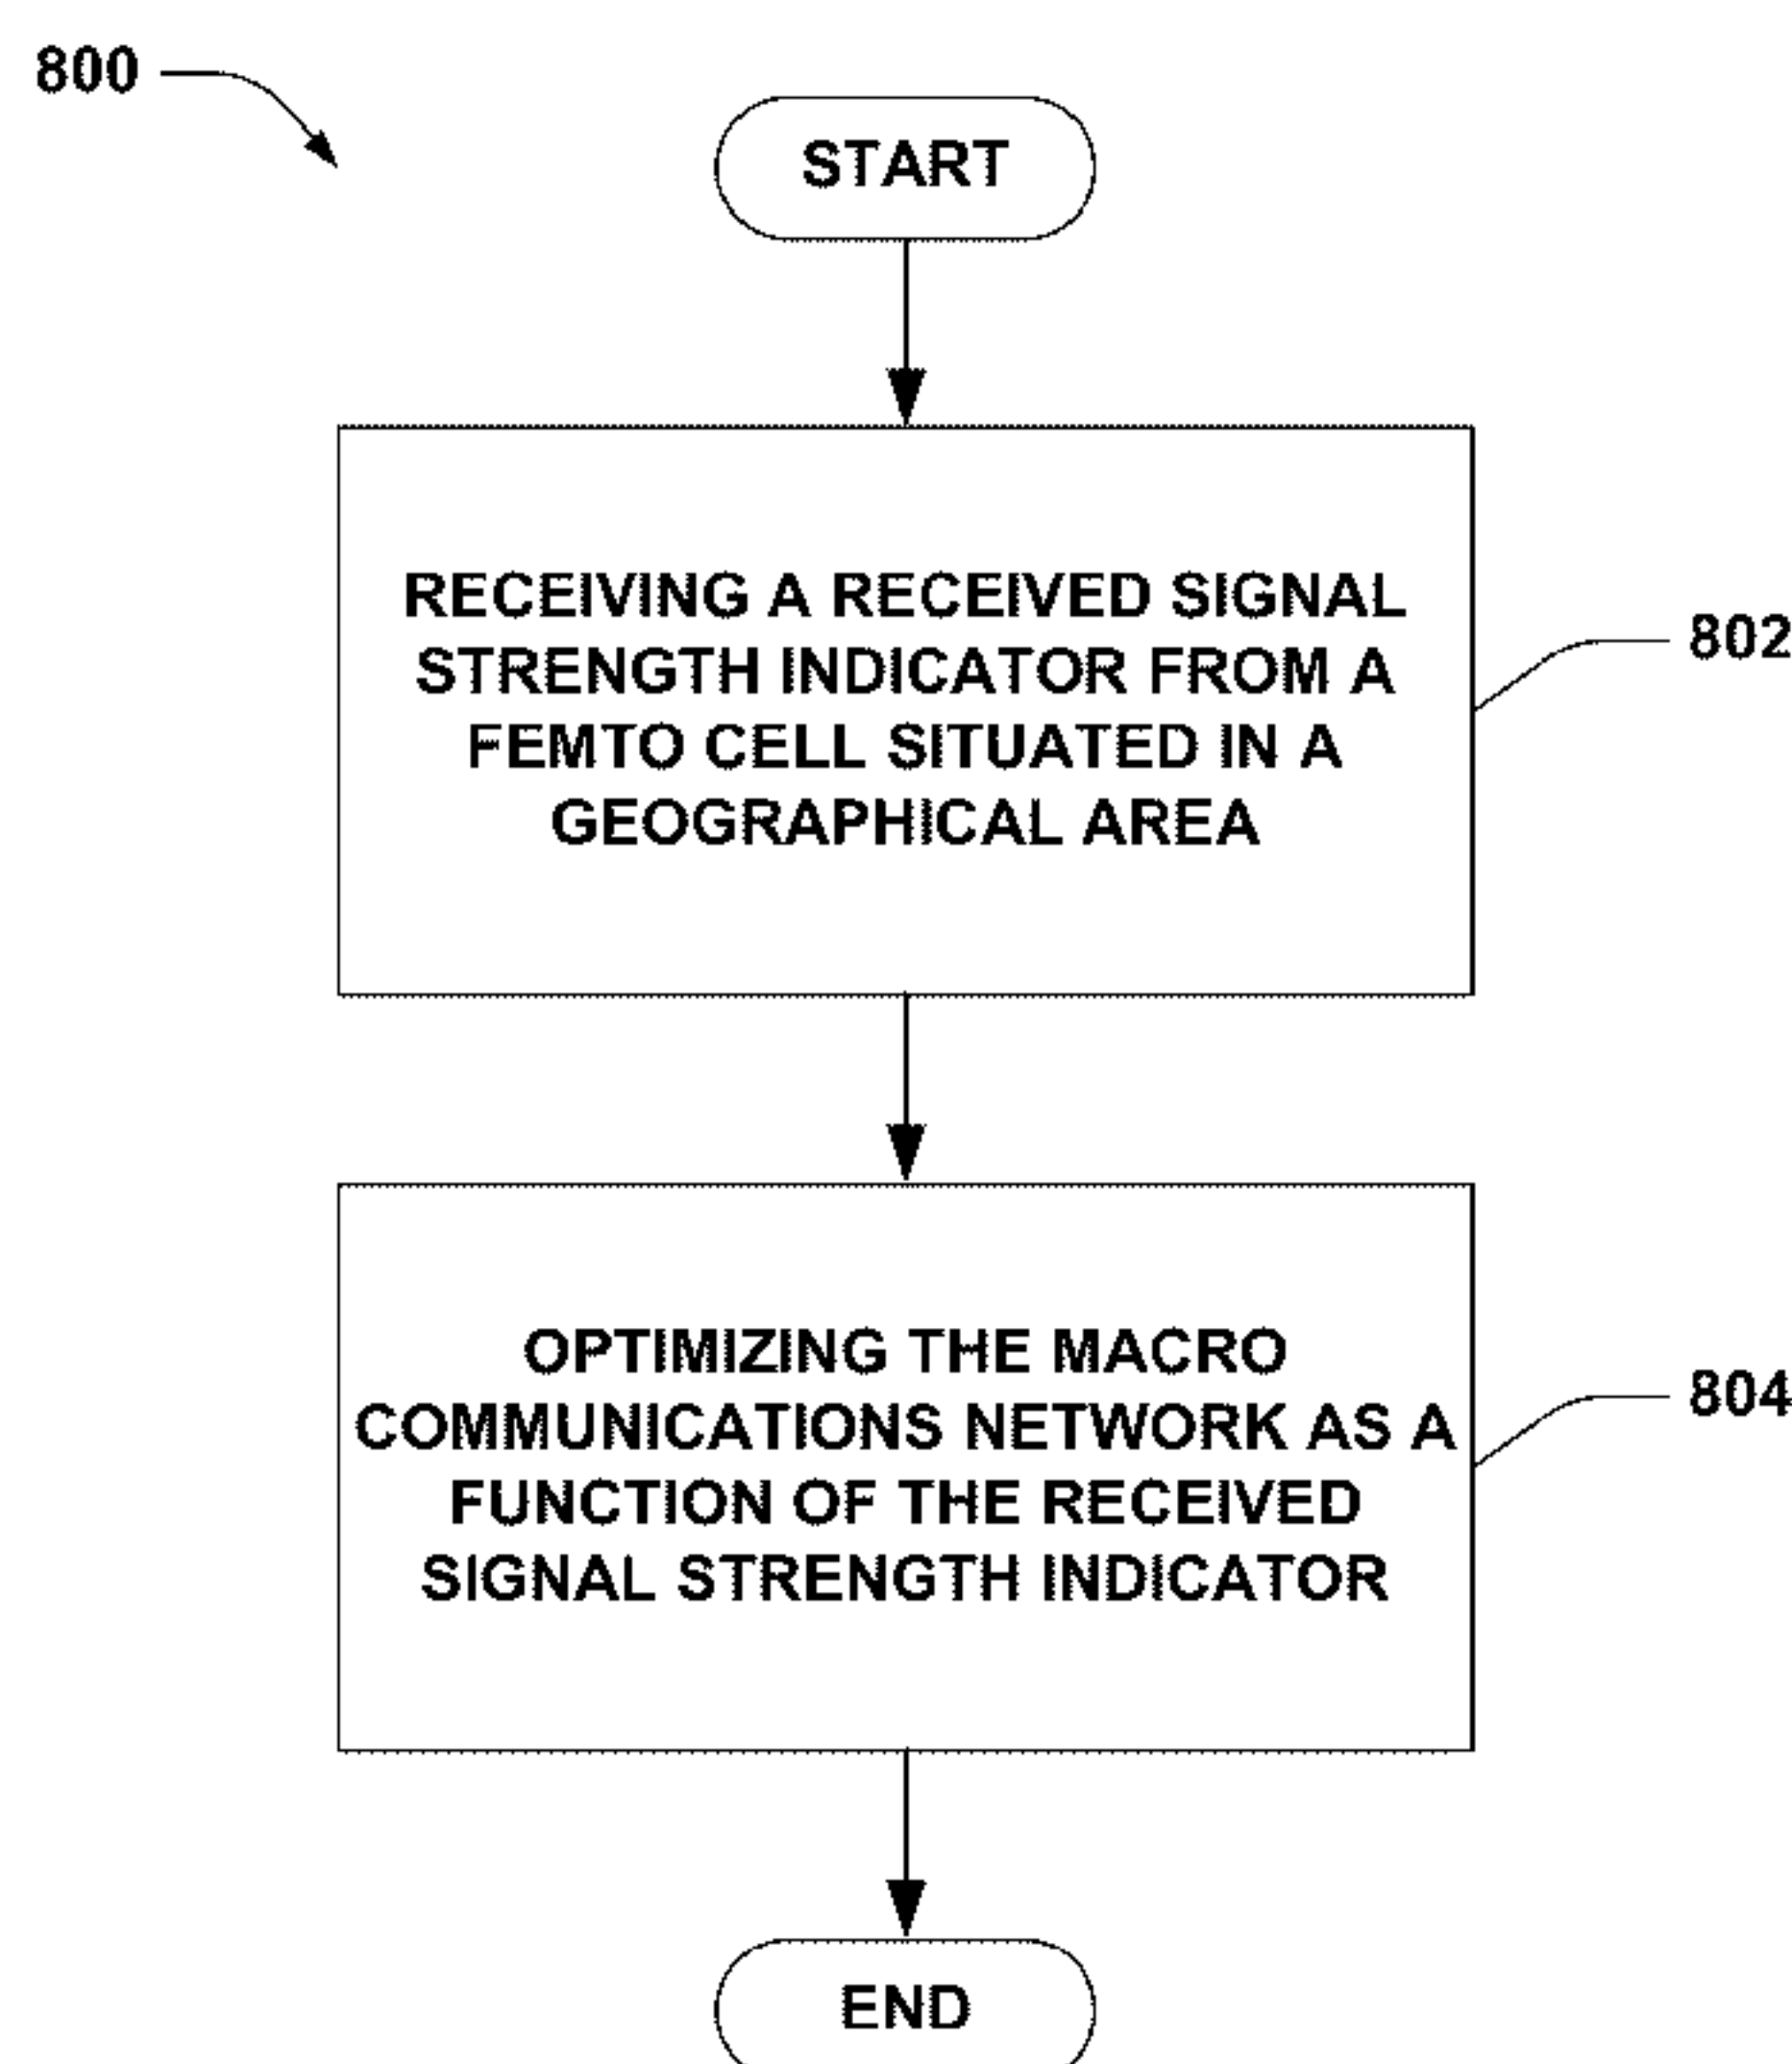 800
START
RECEIVING A RECEIVED SIGNAL
STRENGTH INDICATOR FROM A
FEMTO CELL SITUATED IN A
GEOGRAPHICAL AREA
802
OPTIMIZING THE MACRO
COMMUNICATIONS NETWORK AS A
FUNCTION OF THE RECEIVED
SIGNAL STRENGTH INDICATOR
804
END